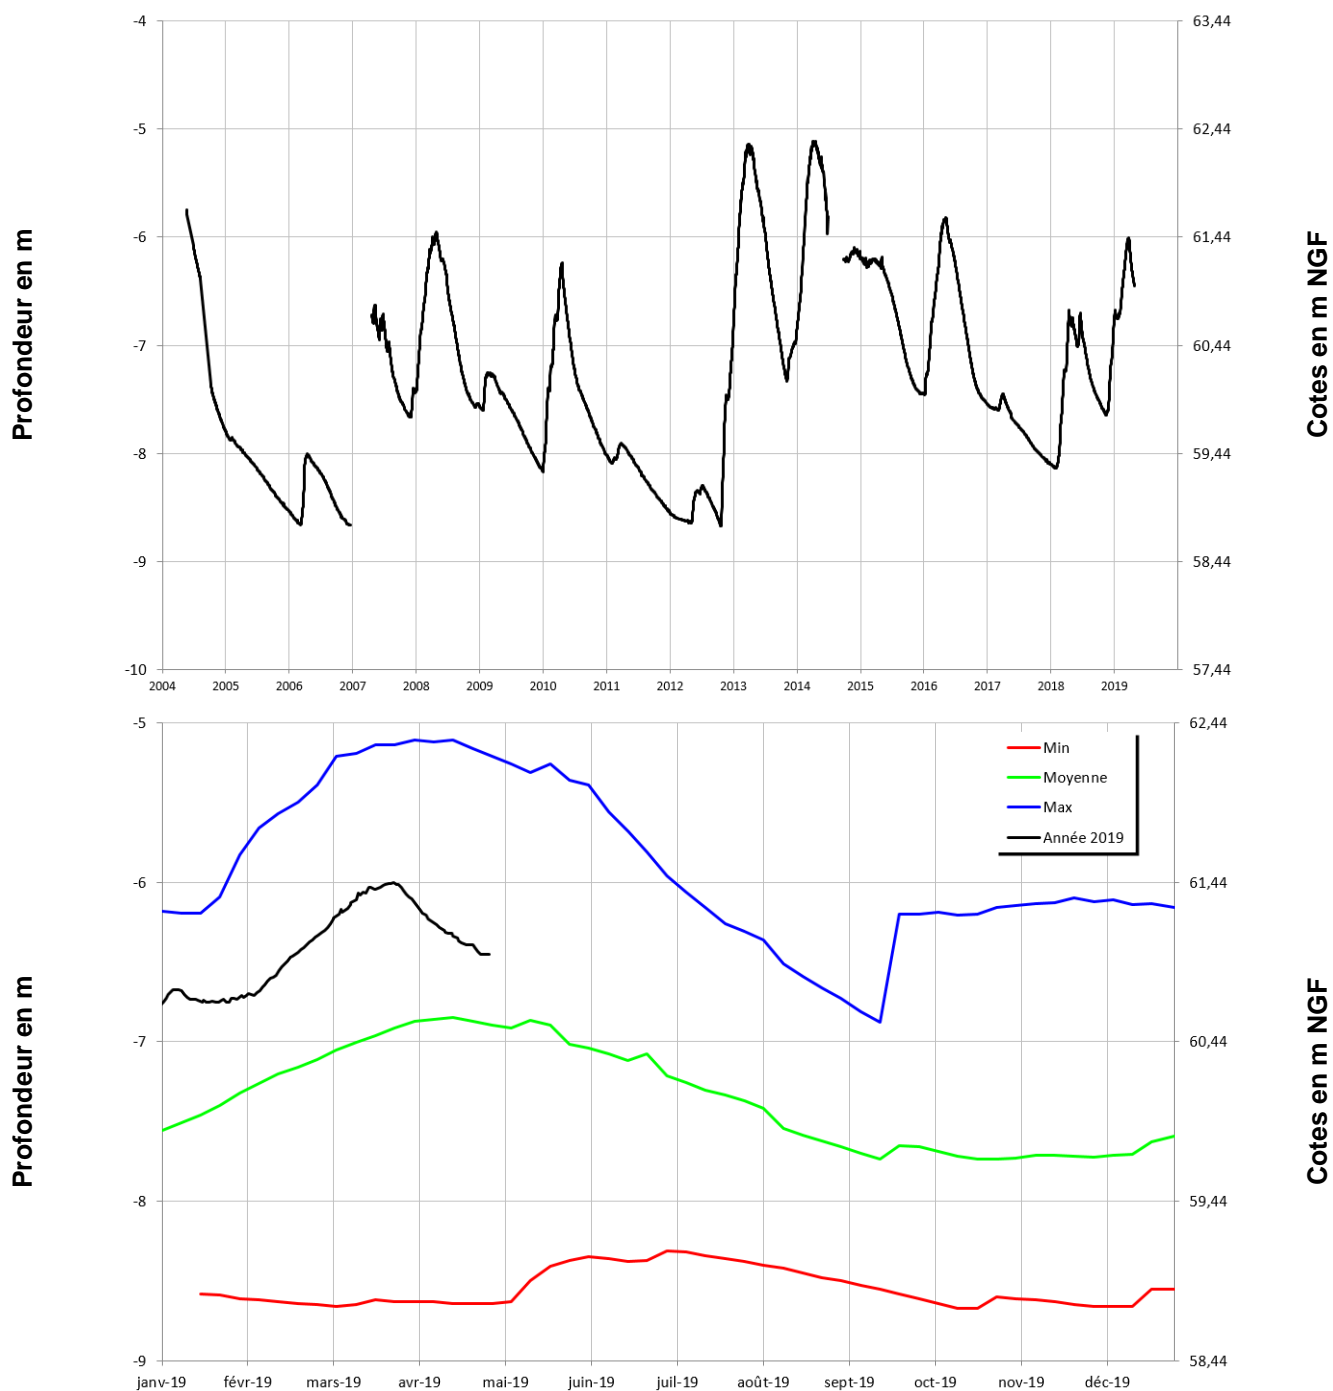 -4
-5
-6
-7
-8
-9
-10
63,44
62,44
61,44
60,44
59,44
58,44
57,44
2004 2005 2006 2007 2008 2009 2010 2011 2012 2013 2014 2015 2016 2017 2018 2019
Profondeur en m
Cotes en m NGF
-5
-6
-7
-8
-9
62,44
61,44
60,44
59,44
58,44
Min
Moyenne
Max
Année 2019
janv-19 févr-19 mars-19 avr-19 mai-19 juin-19 juil-19 août-19 sept-19 oct-19 nov-19 déc-19
Profondeur en m
Cotes en m NGF